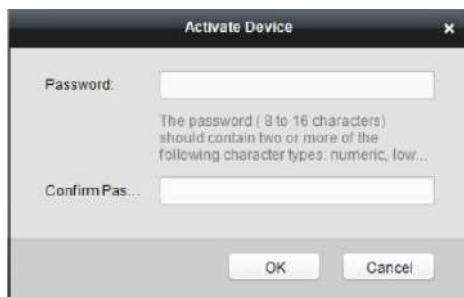 Activate Device x
Password:
The password ( 8 to 16 characters)
should contain two or more of the
following character types: numeric, low...
Confirm Pas...
OK Cancel